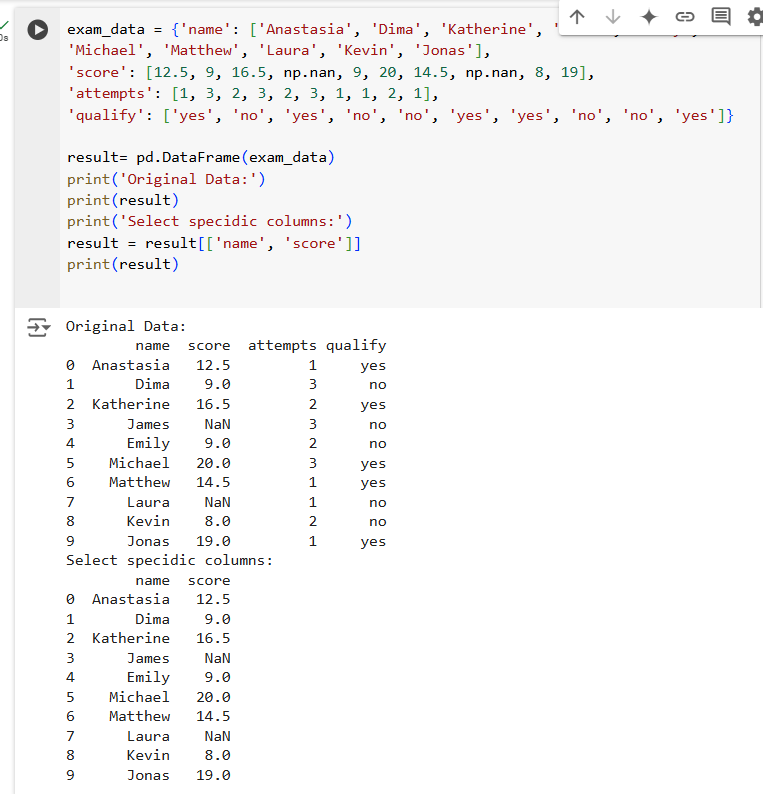 exam_data = {'name': ['Anastasia', 'Dima', 'Katherine', '
0s
'Michael', 'Matthew', 'Laura', 'Kevin', 'Jonas'],
'score': [12.5, 9, 16.5, np.nan, 9, 20, 14.5, np.nan, 8, 19],
'attempts': [1, 3, 2, 3, 2, 3, 1, 1, 2, 1],
'qualify': ['yes', 'no', 'yes', 'no', 'no', 'yes', 'yes', 'no', 'no', 'yes']}
result= pd.DataFrame(exam_data)
print('Original Data:')
print(result)
print('Select specidic columns:')
result = result[['name', 'score']]
print(result)
Original Data:
name score attempts qualify
0 Anastasia 12.5 1 yes
1 Dima 9.0 3 no
2 Katherine 16.5 2 yes
3 James NaN 3 no
4 Emily 9.0 2 no
5 Michael 20.0 3 yes
6 Matthew 14.5 1 yes
7 Laura NaN 1 no
8 Kevin 8.0 2 no
9 Jonas 19.0 1 yes
Select specidic columns:
name score
0 Anastasia 12.5
1 Dima 9.0
2 Katherine 16.5
3 James NaN
4 Emily 9.0
5 Michael 20.0
6 Matthew 14.5
7 Laura NaN
8 Kevin 8.0
9 Jonas 19.0